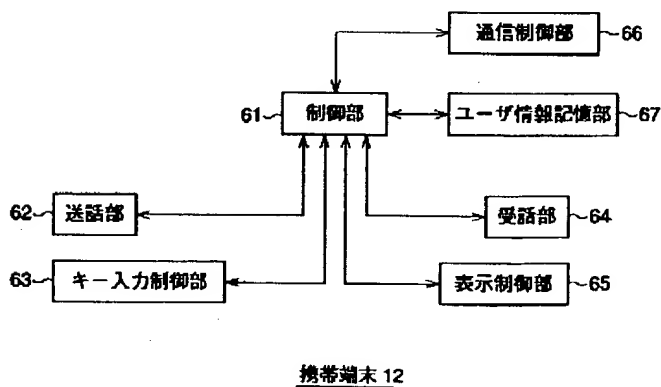 通信制御部 66
61 制御部
ユーザ情報記憶部 67
62 送話部
受話部 64
63 キー入力制御部
表示制御部 65
携帯端末 12